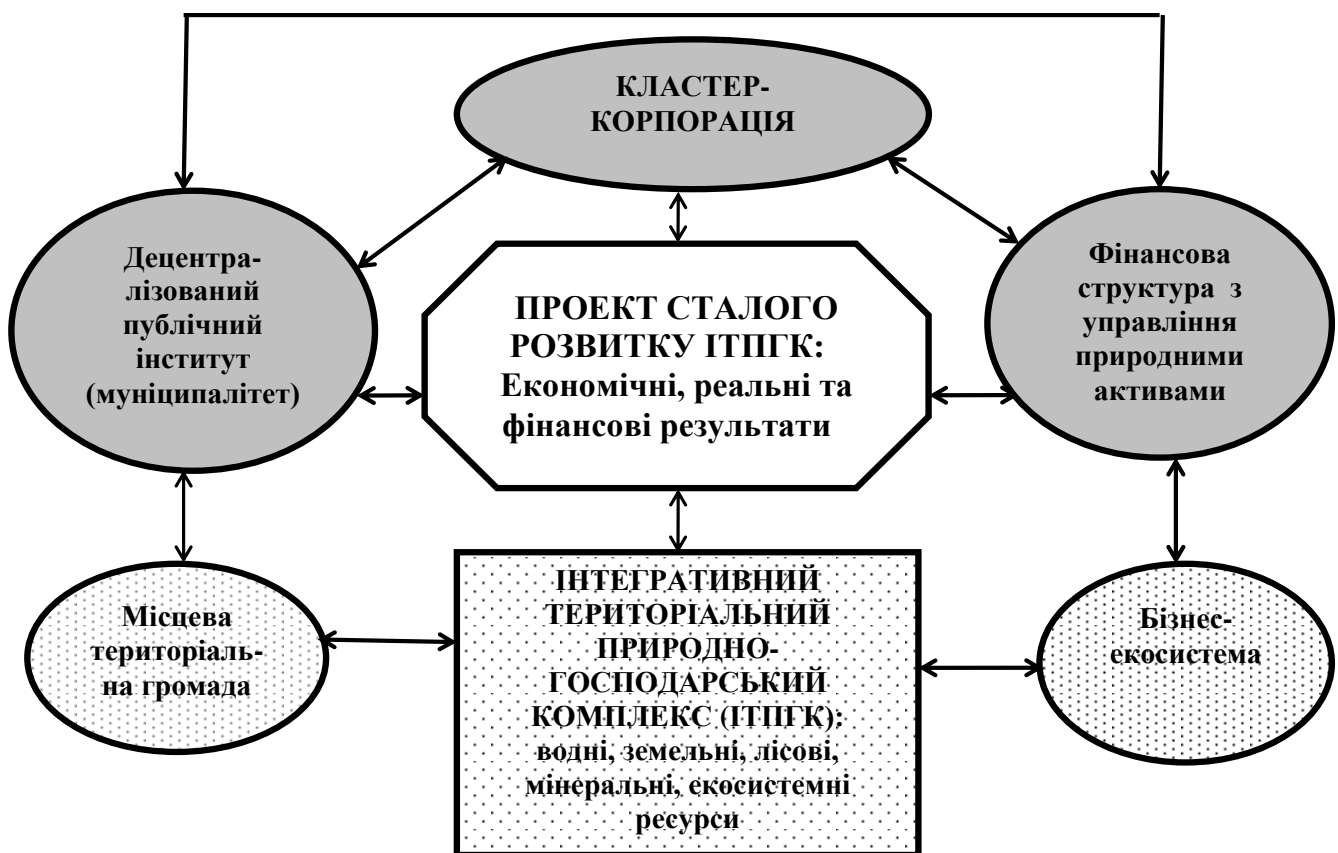 КЛАСТЕР-
КОРПОРАЦІЯ
Децентра-
лізований
публічний
інститут
(муніципалітет)
ПРОЕКТ СТАЛОГО
РОЗВИТКУ ІТПГК:
Економічні, реальні та
фінансові результати
Фінансова
структура з
управління
природними
активами
Місцева
територіаль-
на громада
ІНТЕГРАТИВНИЙ
ТЕРИТОРІАЛЬНИЙ
ПРИРОДНО-
ГОСПОДАРСЬКИЙ
КОМПЛЕКС (ІТПГК):
водні, земельні, лісові,
мінеральні, екосистемні
ресурси
Бізнес-
екосистема